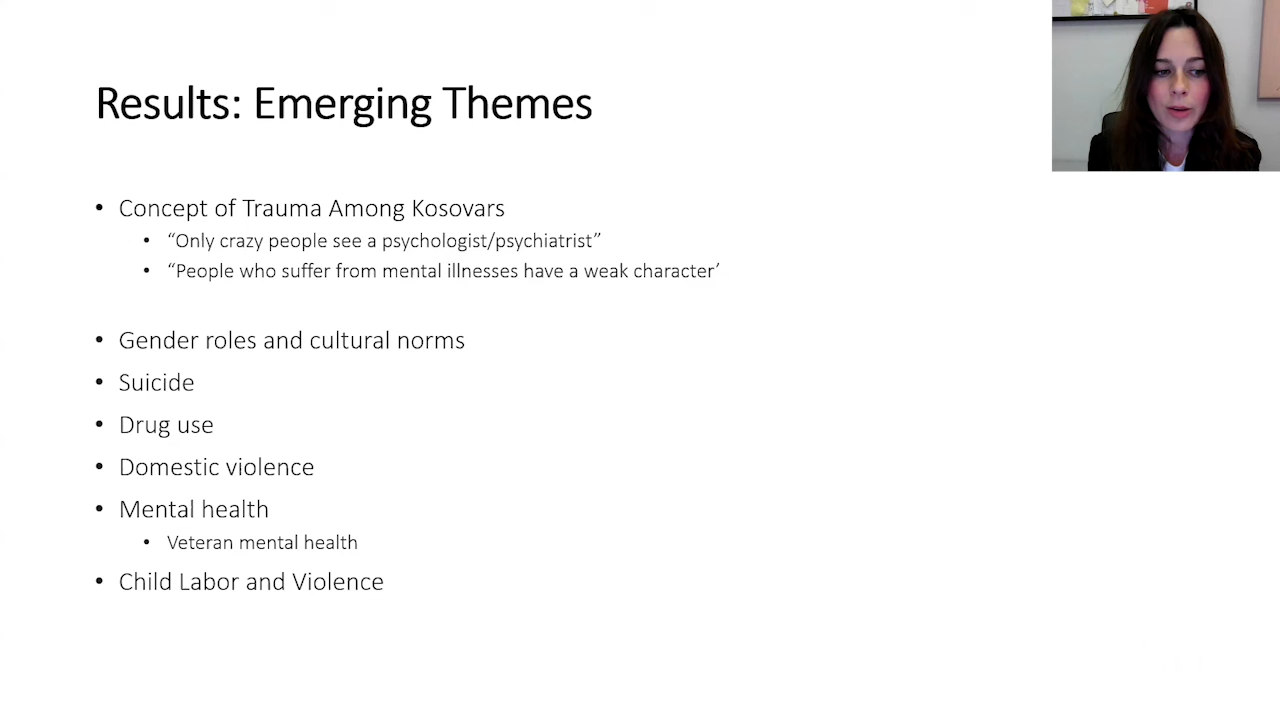 Results: Emerging Themes
• Concept of Trauma Among Kosovars
• “Only crazy people see a psychologist/psychiatrist”
• “People who suffer from mental illnesses have a weak character’
• Gender roles and cultural norms
• Suicide
• Drug use
• Domestic violence
• Mental health
• Veteran mental health
• Child Labor and Violence